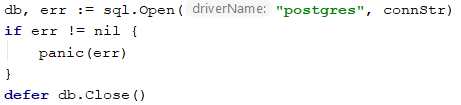 db, err := sql.Open( driverName: "postgres", connStr)
if err != nil {
    panic(err)
}
defer db.Close()